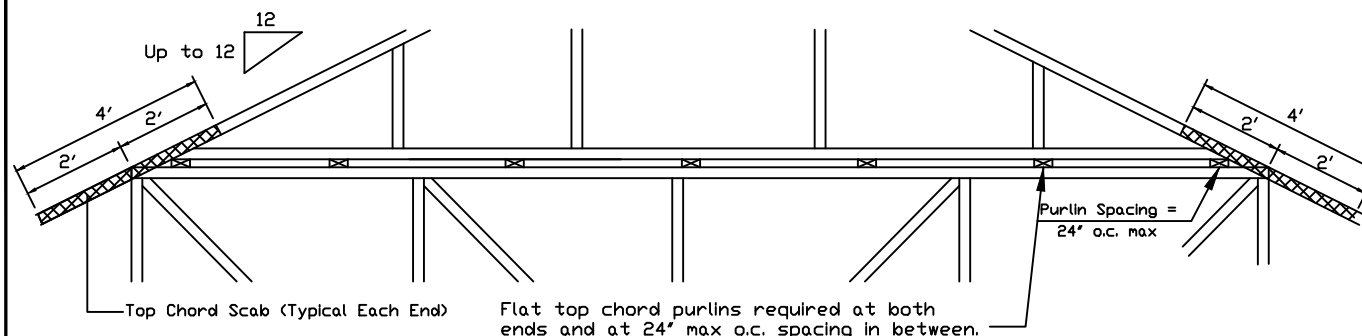 12
Up to 12
4'
2'
2'
4'
2'
2'
Purlin Spacing =
24" o.c. max
Top Chord Scab (Typical Each End)
Flat top chord purlins required at both
ends and at 24" max o.c. spacing in between.